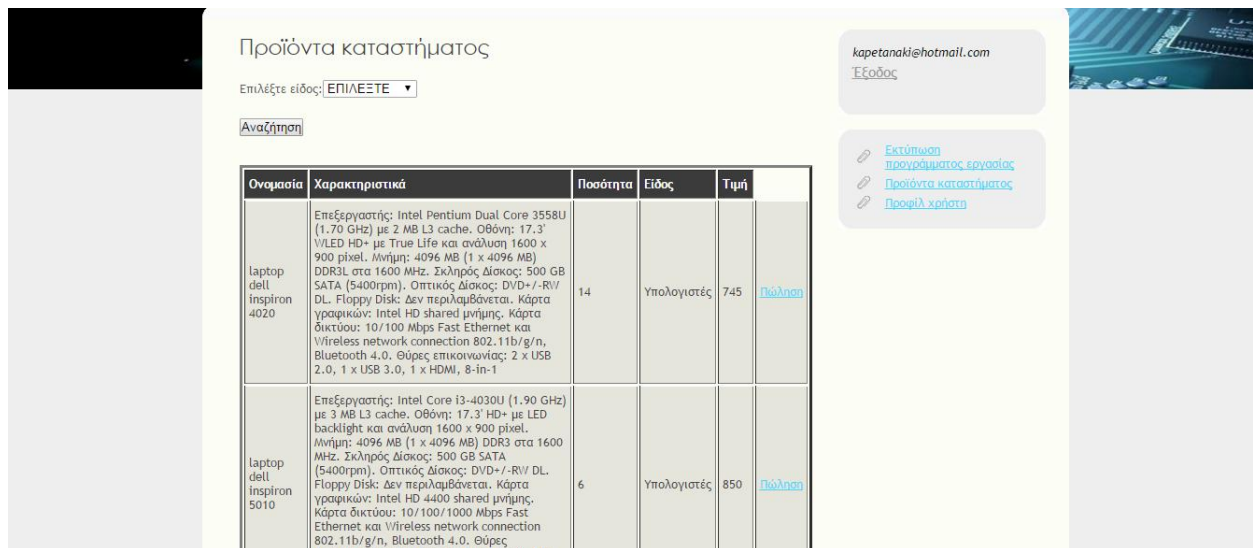 Προϊόντα καταστήματος
Επιλέξτε είδος: ΕΠΙΛΕΞΤΕ
Αναζήτηση
Ονομασία Χαρακτηριστικά Ποσότητα Είδος Τιμή
laptop
dell
inspiron
4020
Επεξεργαστής: Intel Pentium Dual Core 3558U
(1.70 GHz) με 2 MB L3 cache. Οθόνη: 17.3'
WLED HD+ με True Life και ανάλυση 1600 x
900 pixel. Μνήμη: 4096 MB (1 x 4096 MB)
DDR3L στα 1600 MHz. Σκληρός Δίσκος: 500 GB
SATA (5400rpm). Οπτικός Δίσκος: DVD+/-RW
DL. Floppy Disk: Δεν περιλαμβάνεται. Κάρτα
γραφικών: Intel HD shared μνήμης. Κάρτα
δικτύου: 10/100 Mbps Fast Ethernet και
Wireless network connection 802.11b/g/n,
Bluetooth 4.0. Θύρες επικοινωνίας: 2 x USB
2.0, 1 x USB 3.0, 1 x HDMI, 8-in-1
14
Υπολογιστές
745
Πώληση
laptop
dell
inspiron
5010
Επεξεργαστής: Intel Core i3-4030U (1.90 GHz)
με 3 MB L3 cache. Οθόνη: 17.3' HD+ με LED
backlight και ανάλυση 1600 x 900 pixel.
Μνήμη: 4096 MB (1 x 4096 MB) DDR3 στα 1600
MHz. Σκληρός Δίσκος: 500 GB SATA
(5400rpm). Οπτικός Δίσκος: DVD+/-RW DL.
Floppy Disk: Δεν περιλαμβάνεται. Κάρτα
γραφικών: Intel HD 4400 shared μνήμης.
Κάρτα δικτύου: 10/100/1000 Mbps Fast
Ethernet και Wireless network connection
802.11b/g/n, Bluetooth 4.0. Θύρες
6
Υπολογιστές
850
Πώληση
kapetanaki@hotmail.com
Έξοδος
Εκτύπωση
προγράμματος εργασίας
Προϊόντα καταστήματος
Προφίλ χρήστη